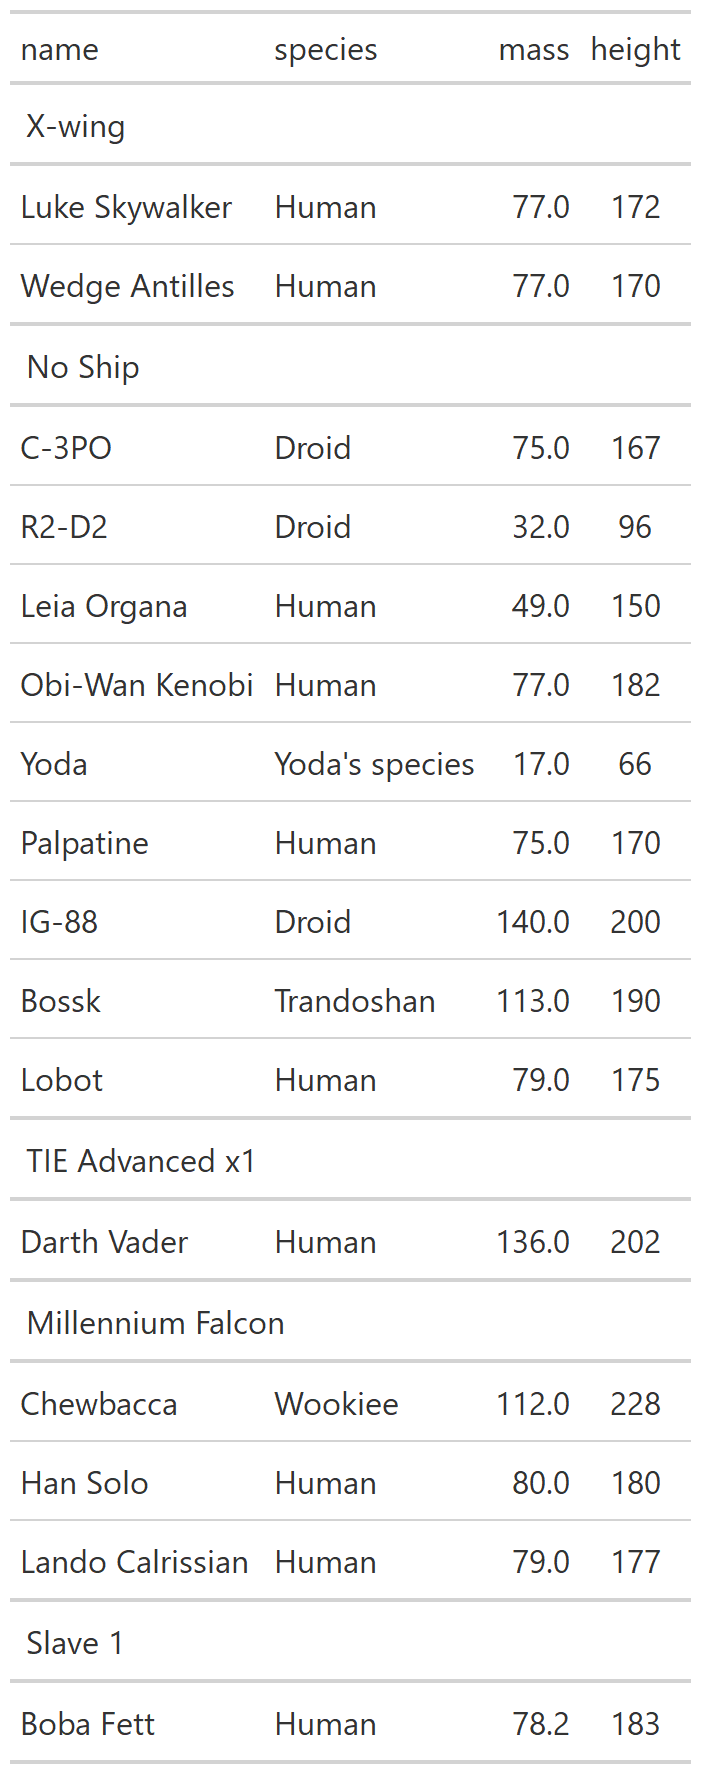 name species mass height
X-wing
Luke Skywalker Human 77.0 172
Wedge Antilles Human 77.0 170
No Ship
C-3PO Droid 75.0 167
R2-D2 Droid 32.0 96
Leia Organa Human 49.0 150
Obi-Wan Kenobi Human 77.0 182
Yoda Yoda's species 17.0 66
Palpatine Human 75.0 170
IG-88 Droid 140.0 200
Bossk Trandoshan 113.0 190
Lobot Human 79.0 175
TIE Advanced x1
Darth Vader Human 136.0 202
Millennium Falcon
Chewbacca Wookiee 112.0 228
Han Solo Human 80.0 180
Lando Calrissian Human 79.0 177
Slave 1
Boba Fett Human 78.2 183